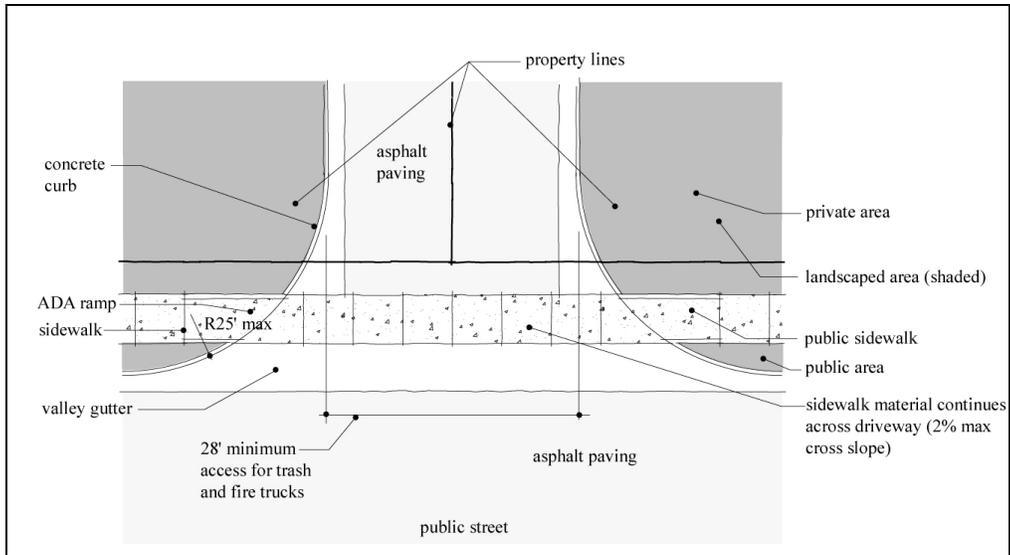 property lines
asphalt
paving
concrete
curb
private area
landscaped area (shaded)
ADA ramp
sidewalk
R25' max
public sidewalk
public area
valley gutter
sidewalk material continues
across driveway (2% max
cross slope)
28' minimum
access for trash
and fire trucks
asphalt paving
public street